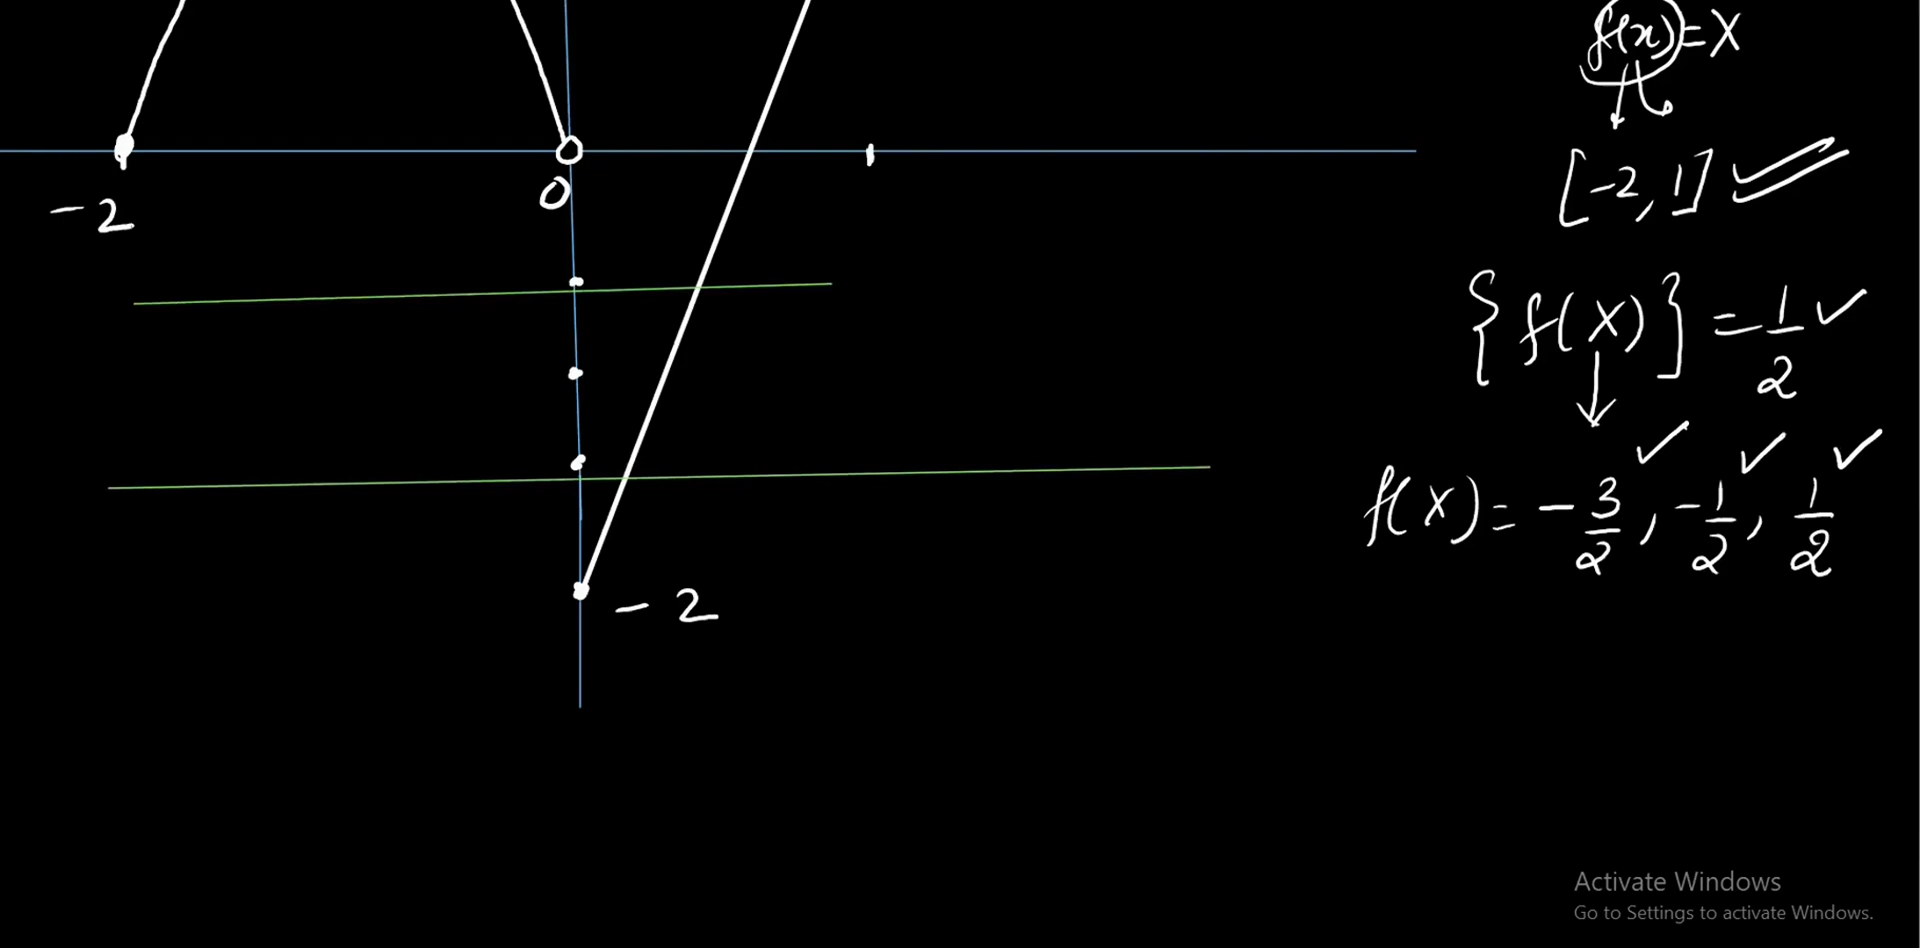 f(x) = X
[-2, 1]
{f(X)} = 1/2
f(X) = -3/2, -1/2, 1/2
-2
0
-2
Activate Windows
Go to Settings to activate Windows.